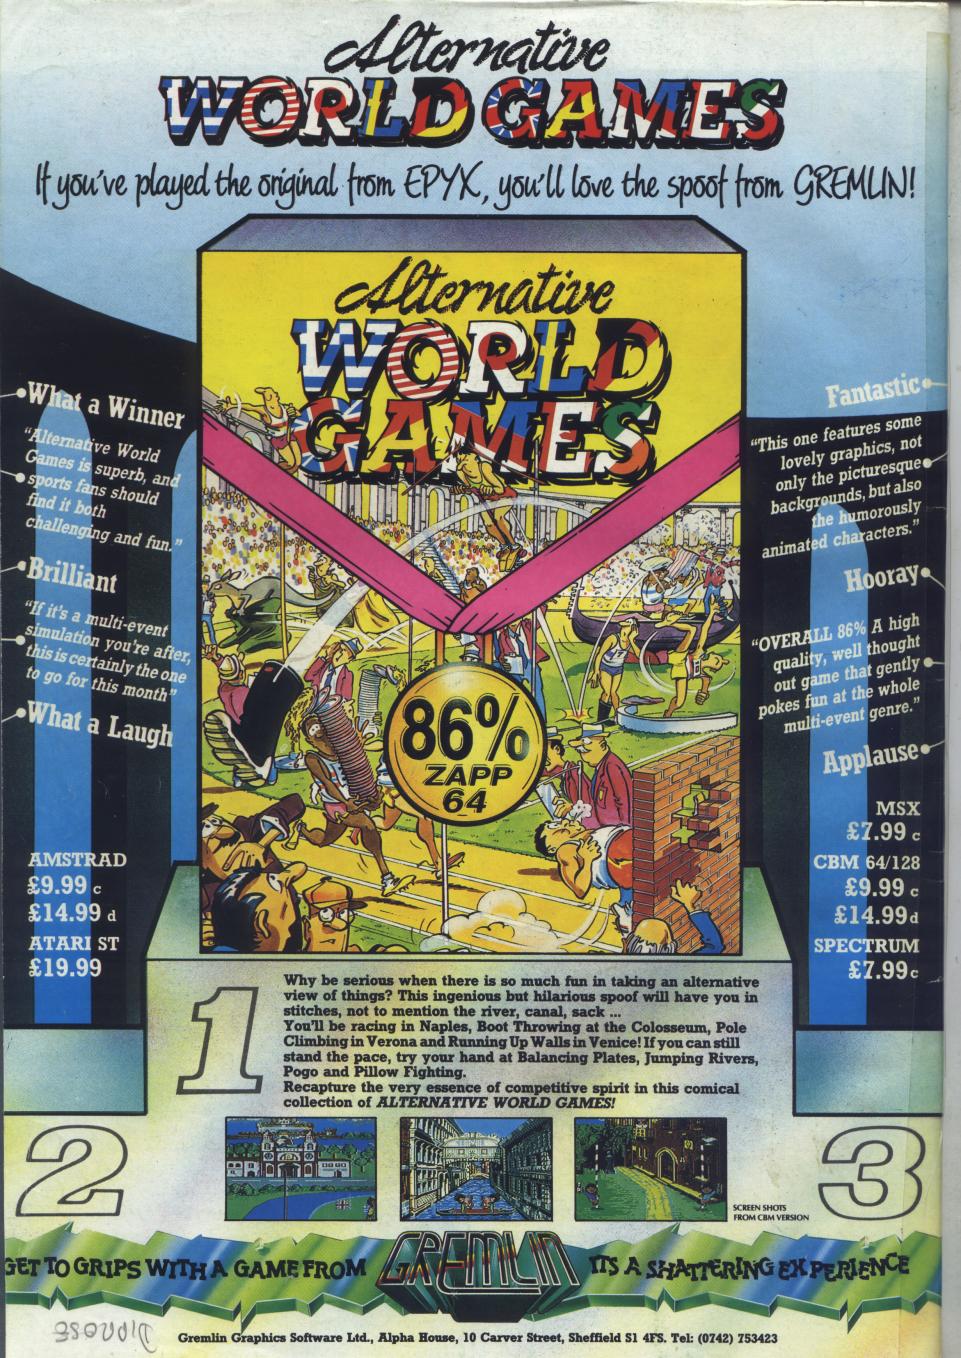 Alternative
WORLD GAMES
If you've played the original from EPYX, you'll love the spoof from GREMLIN!
Alternative
WORLD
GAMES
86%
ZAPP
64
What a Winner
"Alternative World
Games is superb, and
sports fans should
find it both
challenging and fun."
Brilliant
"If it's a multi-event
simulation you're after,
this is certainly the one
to go for this month"
What a Laugh
AMSTRAD
£9.99 c
£14.99 d
ATARI ST
£19.99
Fantastic
"This one features some
lovely graphics, not
only the picturesque
backgrounds, but also
the humorously
animated characters."
Hooray
"OVERALL 86% A high
quality, well thought
out game that gently
pokes fun at the whole
multi-event genre."
Applause
MSX
£7.99 c
CBM 64/128
£9.99 c
£14.99 d
SPECTRUM
£7.99 c
1
Why be serious when there is so much fun in taking an alternative
view of things? This ingenious but hilarious spoof will have you in
stitches, not to mention the river, canal, sack ...
You'll be racing in Naples, Boot Throwing at the Colosseum, Pole
Climbing in Verona and Running Up Walls in Venice! If you can still
stand the pace, try your hand at Balancing Plates, Jumping Rivers,
Pogo and Pillow Fighting.
Recapture the very essence of competitive spirit in this comical
collection of ALTERNATIVE WORLD GAMES!
2
3
SCREEN SHOTS
FROM CBM VERSION
GET TO GRIPS WITH A GAME FROM
GREMLIN
ITS A SHATTERING EXPERIENCE
Gremlin Graphics Software Ltd., Alpha House, 10 Carver Street, Sheffield S1 4FS. Tel: (0742) 753423